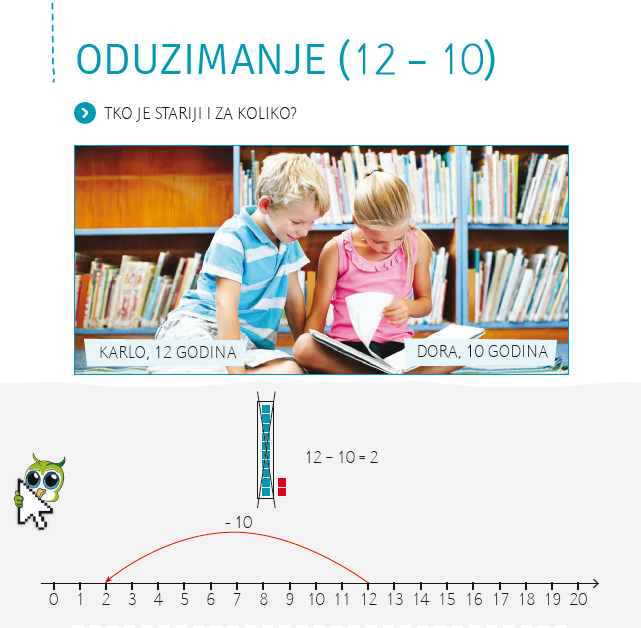 ODUZIMANJE (12 – 10)
TKO JE STARIJI I ZA KOLIKO?
KARLO, 12 GODINA
DORA, 10 GODINA
12 – 10 = 2
– 10
0 1 2 3 4 5 6 7 8 9 10 11 12 13 14 15 16 17 18 19 20